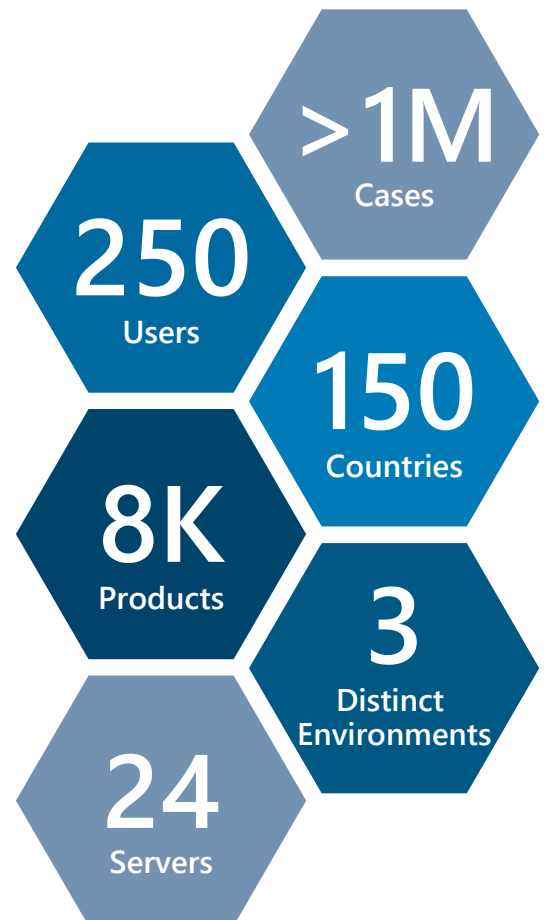 >1M
Cases
250
Users
150
Countries
8K
Products
3
Distinct
Environments
24
Servers